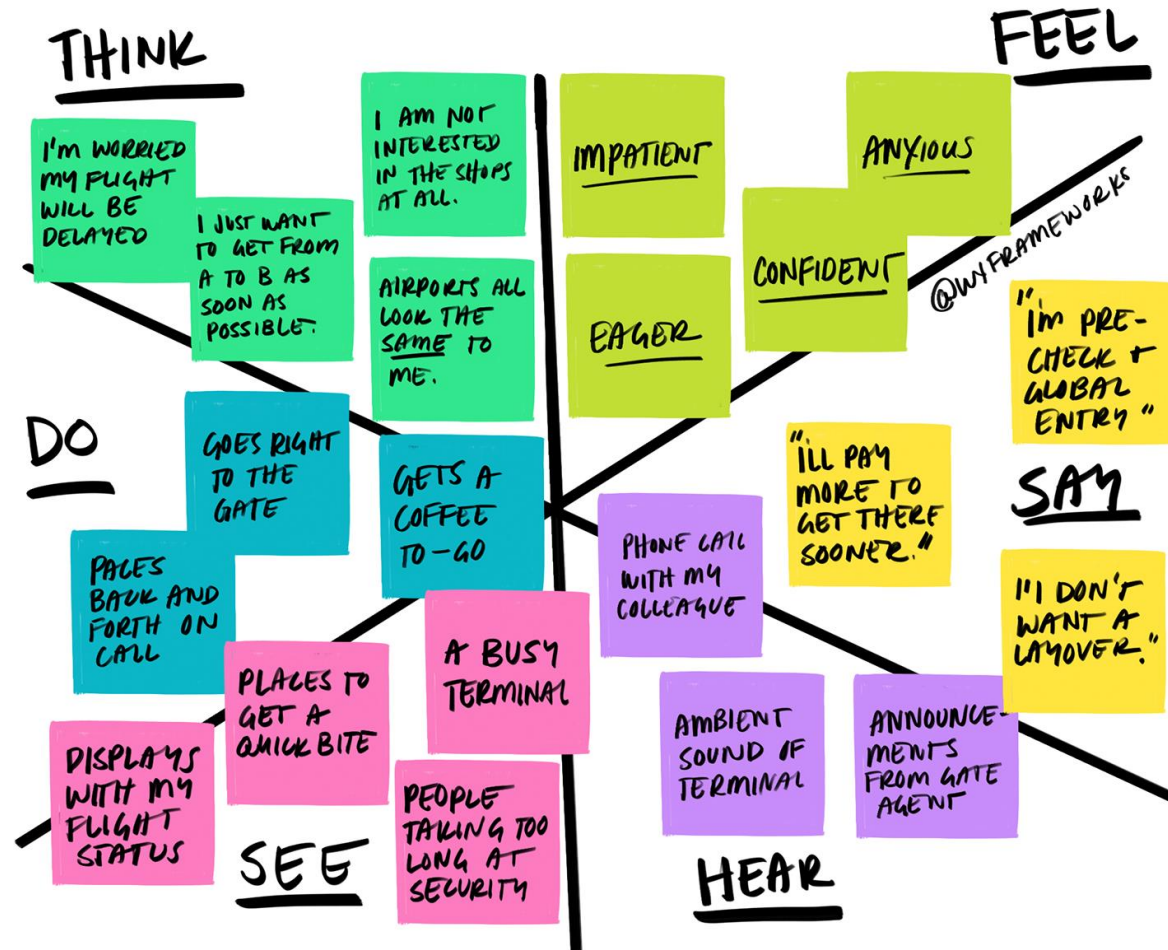 THINK
I'M WORRIED
MY FLIGHT
WILL BE
DELAYED
I JUST WANT
TO GET FROM
A TO B AS
SOON AS
POSSIBLE.
I AM NOT
INTERESTED
IN THE SHOPS
AT ALL.
AIRPORTS ALL
LOOK THE
SAME TO
ME.
FEEL
IMPATIENT
ANXIOUS
CONFIDENT
EAGER
@WYFRAMEWORKS
DO
GOES RIGHT
TO THE
GATE
GETS A
COFFEE
TO-GO
PACES
BACK AND
FORTH ON
CALL
SAY
"I'M PRE-
CHECK +
GLOBAL
ENTRY"
"I'LL PAY
MORE TO
GET THERE
SOONER."
"I DON'T
WANT A
LAYOVER."
SEE
A BUSY
TERMINAL
PLACES TO
GET A
QUICK BITE
DISPLAYS
WITH MY
FLIGHT
STATUS
PEOPLE
TAKING TOO
LONG AT
SECURITY
HEAR
PHONE CALL
WITH MY
COLLEAGUE
AMBIENT
SOUND OF
TERMINAL
ANNOUNCE-
MENTS
FROM GATE
AGENT